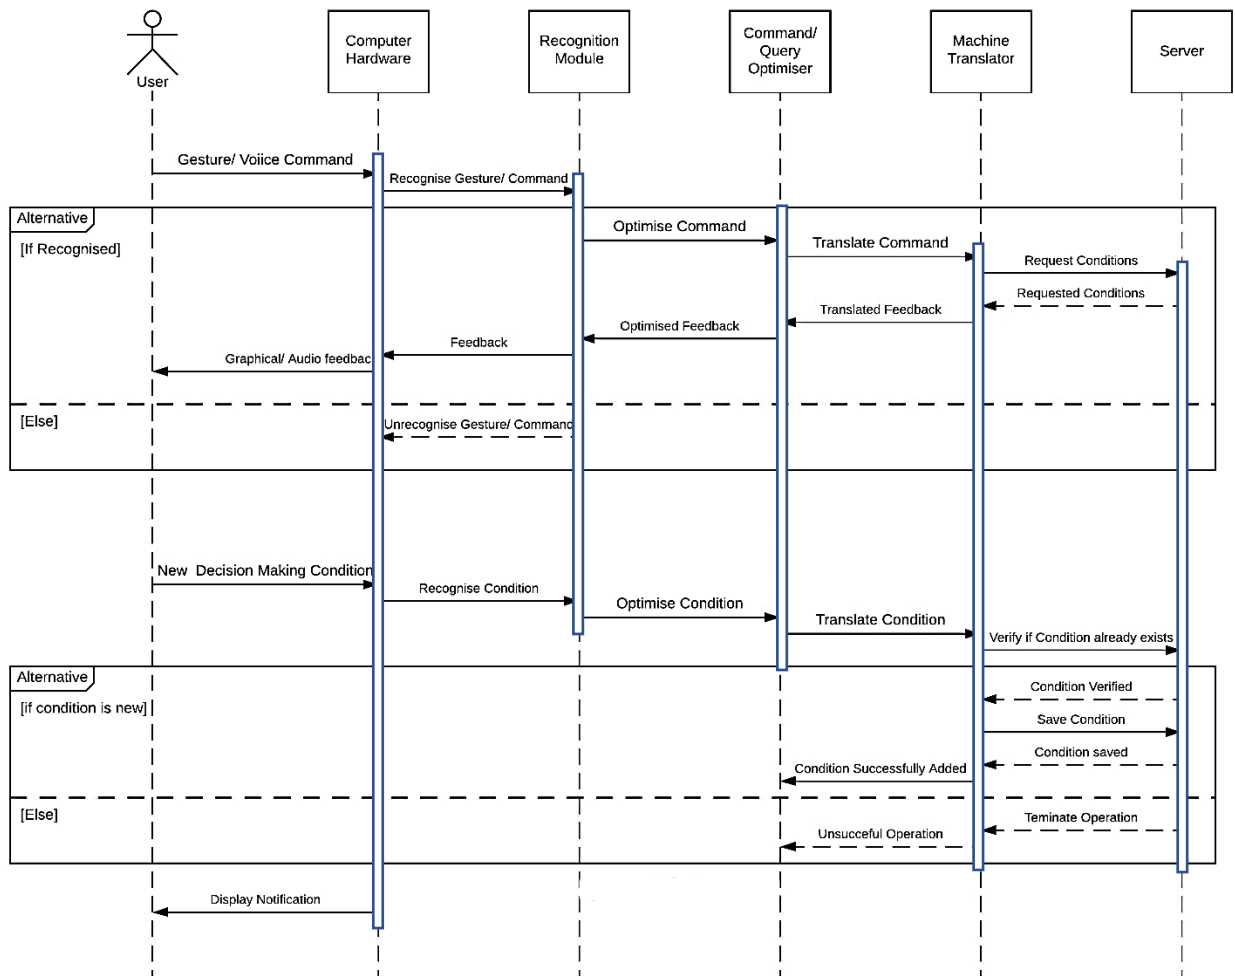 User
Computer
Hardware
Recognition
Module
Command/
Query
Optimiser
Machine
Translator
Server
Gesture/ Voiice Command
Recognise Gesture/ Command
Alternative
[If Recognised]
Optimise Command
Translate Command
Request Conditions
Requested Conditions
Translated Feedback
Optimised Feedback
Feedback
Graphical/ Audio feedbac
[Else]
Unrecognise Gesture/ Command
New Decision Making Condition
Recognise Condition
Optimise Condition
Translate Condition
Verify if Condition already exists
Alternative
[if condition is new]
Condition Verified
Save Condition
Condition saved
Condition Successfully Added
[Else]
Teminate Operation
Unsucceful Operation
Display Notification